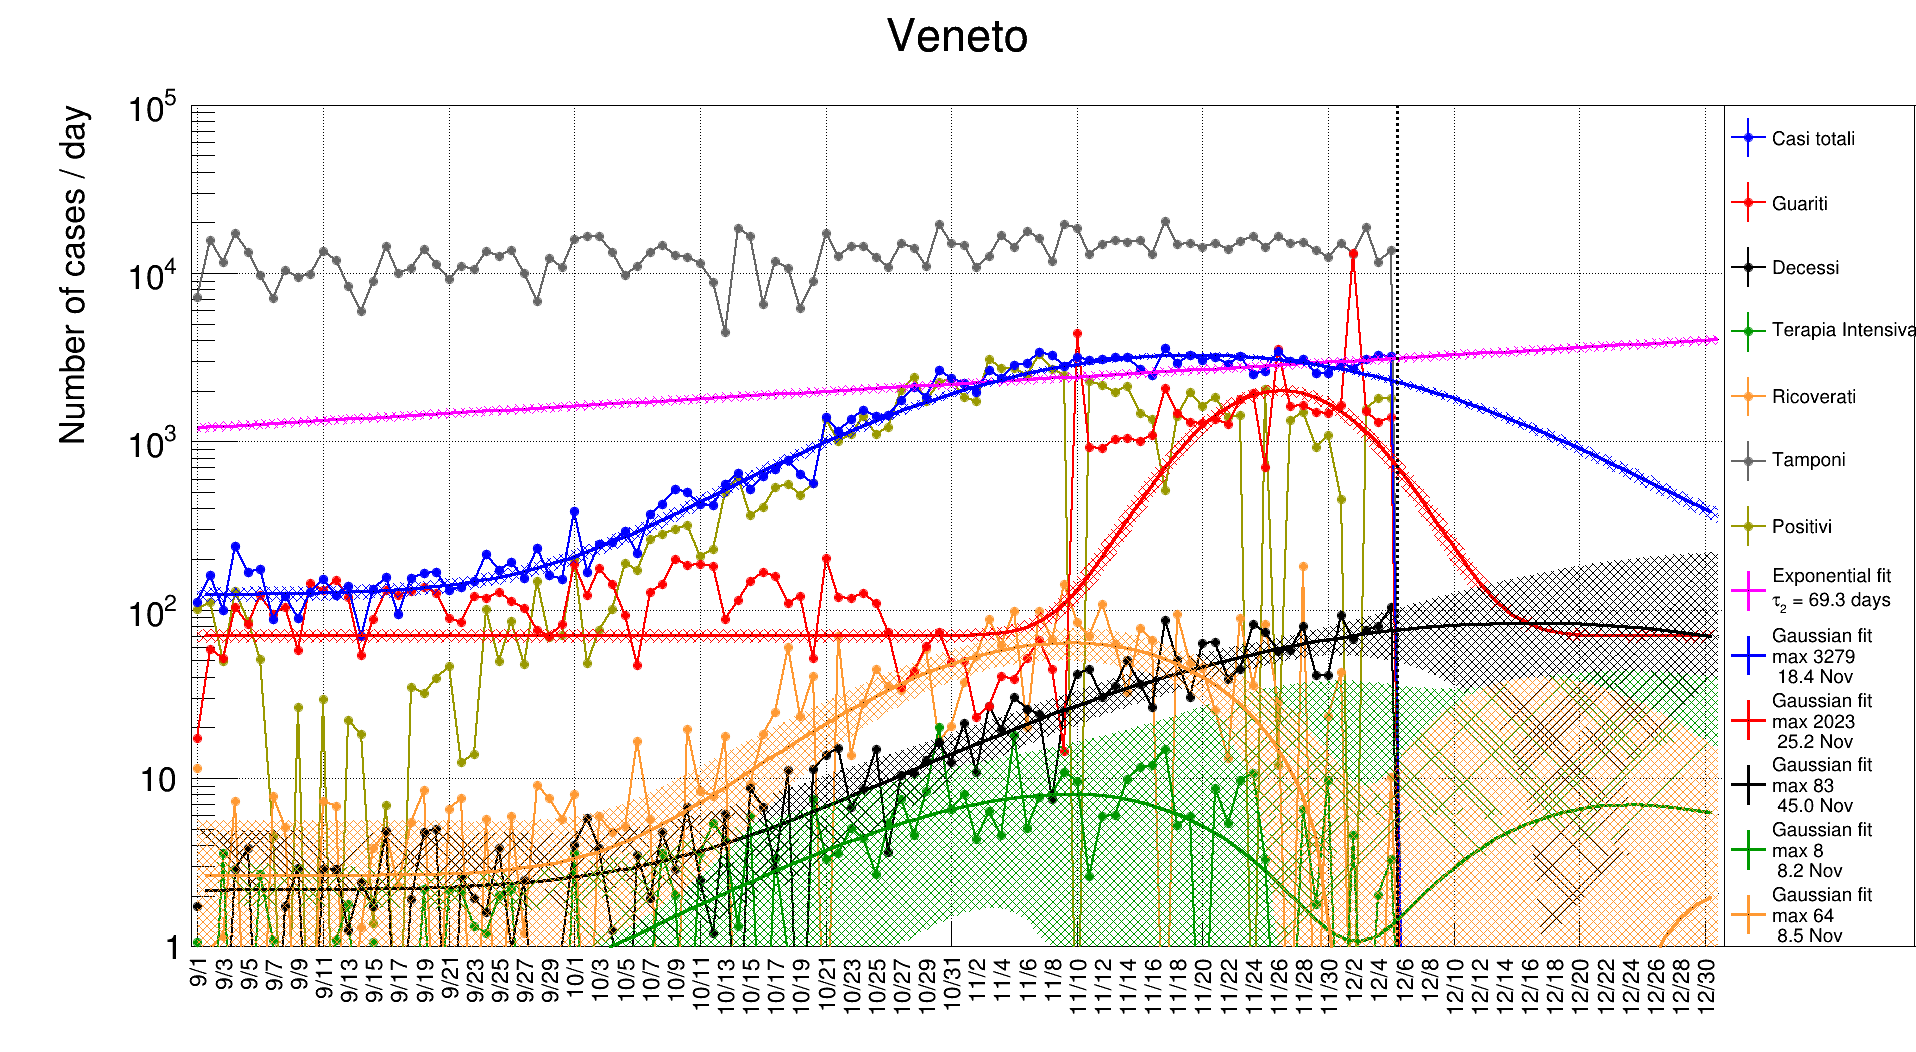 Veneto
Number of cases / day
10⁵
10⁴
10³
10²
10
1
9/1
9/3
9/5
9/7
9/9
9/11
9/13
9/15
9/17
9/19
9/21
9/23
9/25
9/27
9/29
10/1
10/3
10/5
10/7
10/9
10/11
10/13
10/15
10/17
10/19
10/21
10/23
10/25
10/27
10/29
10/31
11/2
11/4
11/6
11/8
11/10
11/12
11/14
11/16
11/18
11/20
11/22
11/24
11/26
11/28
11/30
12/2
12/4
12/6
12/8
12/10
12/12
12/14
12/16
12/18
12/20
12/22
12/24
12/26
12/28
12/30
Casi totali
Guariti
Decessi
Terapia Intensiva
Ricoverati
Tamponi
Positivi
Exponential fit
τ₂ = 69.3 days
Gaussian fit
max 3279
18.4 Nov
Gaussian fit
max 2023
25.2 Nov
Gaussian fit
max 83
45.0 Nov
Gaussian fit
max 8
8.2 Nov
Gaussian fit
max 64
8.5 Nov